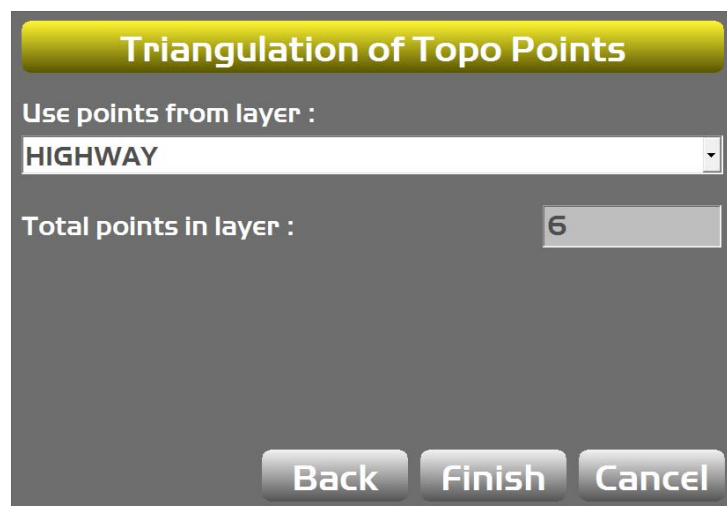 Triangulation of Topo Points
Use points from layer :
HIGHWAY
Total points in layer :
6
Back
Finish
Cancel